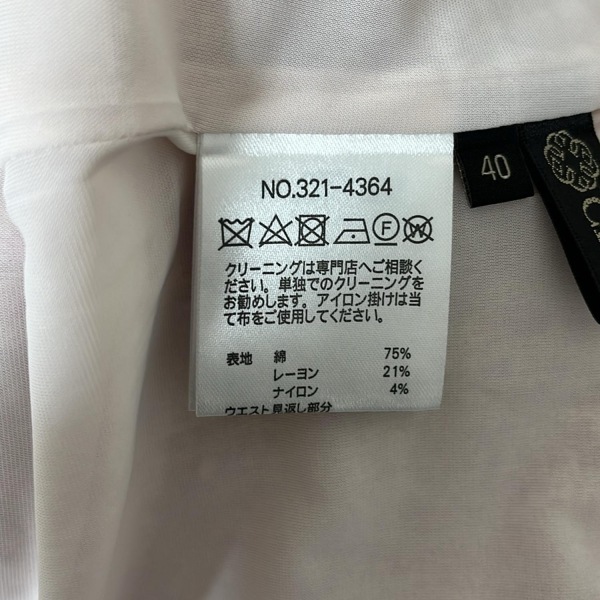 NO.321-4364
F W
クリーニングは専門店へご相談く
ださい。単独でのクリーニングを
お勧めします。アイロン掛けは当
て布をご使用してください。
表地 綿 75%
レーヨン 21%
ナイロン 4%
ウエスト見返し部分
40